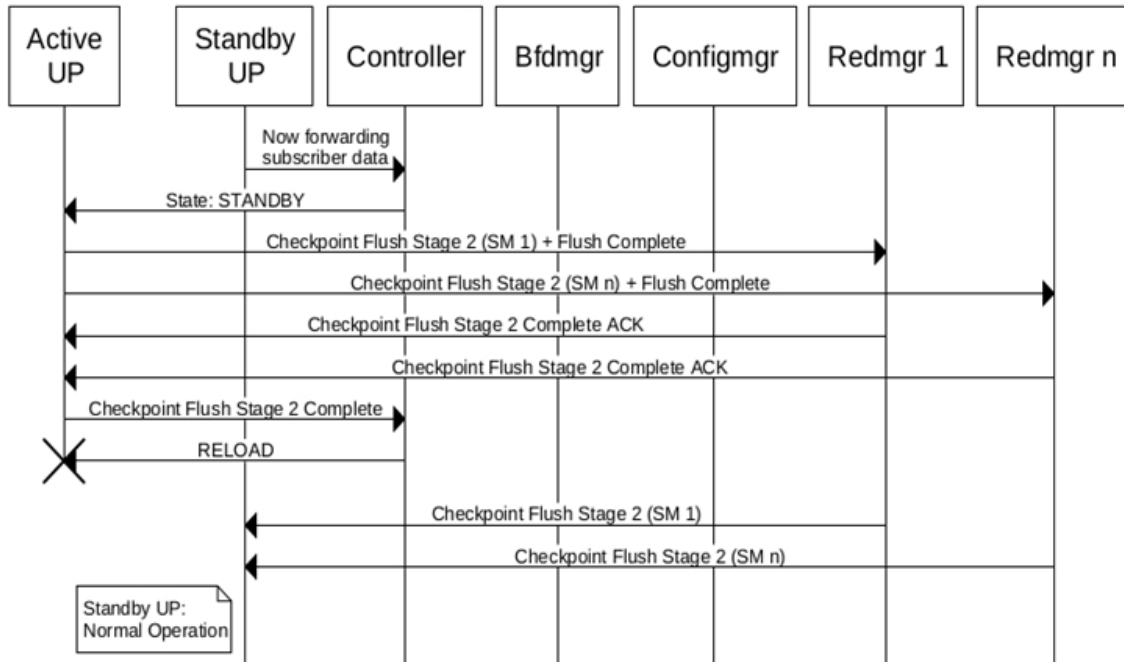 Active
UP
Standby
UP
Controller
Bfdmgr
Configmgr
Redmgr 1
Redmgr n
Now forwarding
subscriber data
State: STANDBY
Checkpoint Flush Stage 2 (SM 1) + Flush Complete
Checkpoint Flush Stage 2 (SM n) + Flush Complete
Checkpoint Flush Stage 2 Complete ACK
Checkpoint Flush Stage 2 Complete ACK
Checkpoint Flush Stage 2 Complete
RELOAD
Checkpoint Flush Stage 2 (SM 1)
Checkpoint Flush Stage 2 (SM n)
Standby UP:
Normal Operation